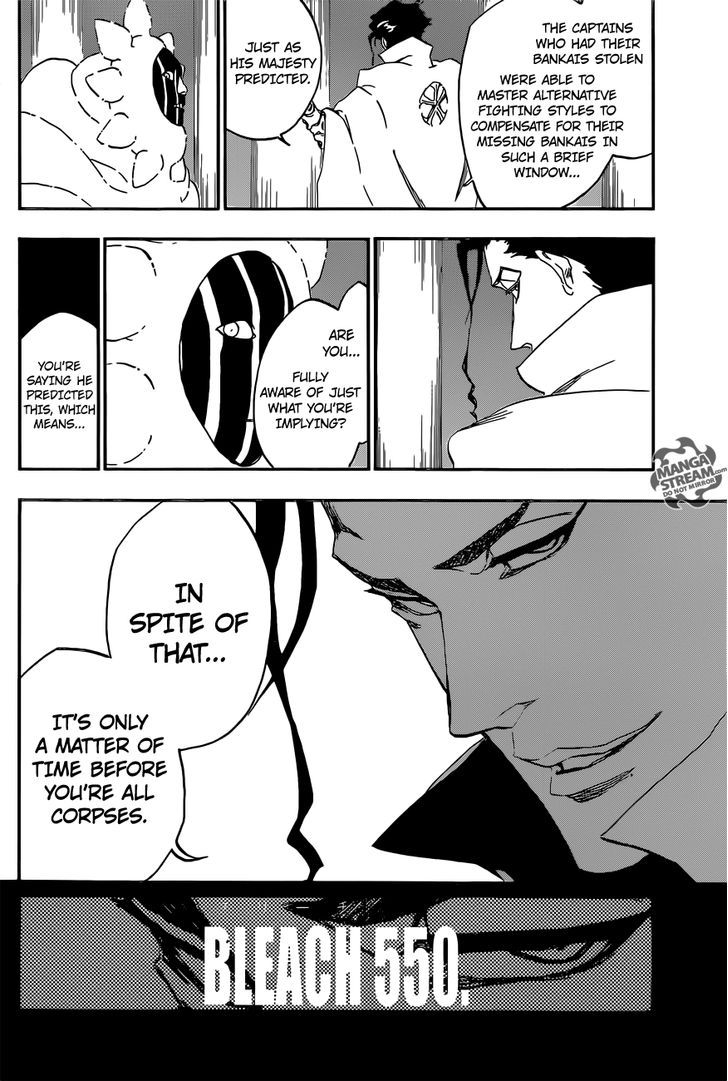 THE CAPTAINS
WHO HAD THEIR
BANKAIS STOLEN
WERE ABLE TO
MASTER ALTERNATIVE
FIGHTING STYLES TO
COMPENSATE FOR THEIR
MISSING BANKAIS IN
SUCH A BRIEF
WINDOW...
JUST AS
HIS MAJESTY
PREDICTED.
ARE
YOU...
FULLY
AWARE OF JUST
WHAT YOU'RE
IMPLYING?
YOU'RE
SAYING HE
PREDICTED
THIS, WHICH
MEANS...
MANGA
STREAM.com
DO NOT MIRROR
IN
SPITE OF
THAT...
IT'S ONLY
A MATTER OF
TIME BEFORE
YOU'RE ALL
CORPSES.
BLEACH 550.